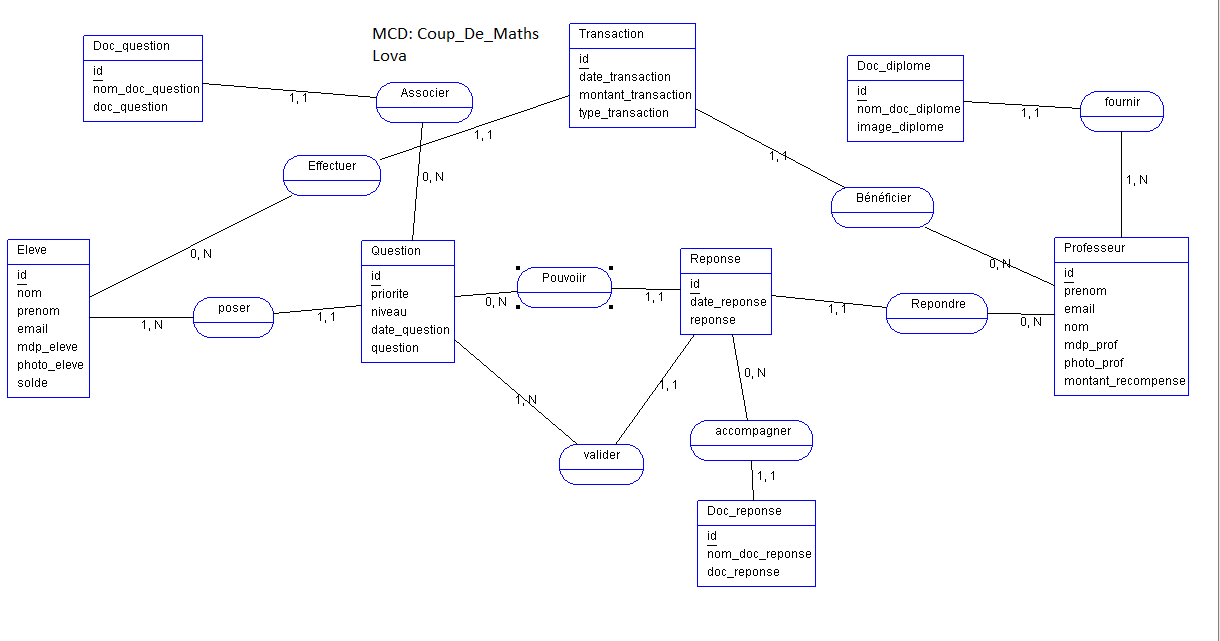 MCD: Coup_De_Maths
Lova
Doc_question
id
nom_doc_question
doc_question
1, 1
Associer
0, N
Transaction
id
date_transaction
montant_transaction
type_transaction
1, 1
Effectuer
0, N
1, 1
Bénéficier
0, N
Doc_diplome
id
nom_doc_diplome
image_diplome
1, 1
fournir
1, N
Eleve
id
nom
prenom
email
mdp_eleve
photo_eleve
solde
1, N
poser
1, 1
Question
id
priorite
niveau
date_question
question
0, N
Pouvoiir
1, 1
Reponse
id
date_reponse
reponse
1, 1
Repondre
0, N
Professeur
id
prenom
email
nom
mdp_prof
photo_prof
montant_recompense
1, N
valider
1, 1
0, N
accompagner
1, 1
Doc_reponse
id
nom_doc_reponse
doc_reponse